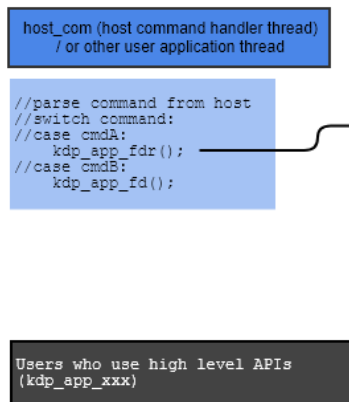 host_com (host command handler thread)
/ or other user application thread
//parse command from host
//switch command:
//case cmdA:
kdp_app_fdr();
//case cmdB:
kdp_app_fd();
Users who use high level APIs
(kdp_app_xxx)